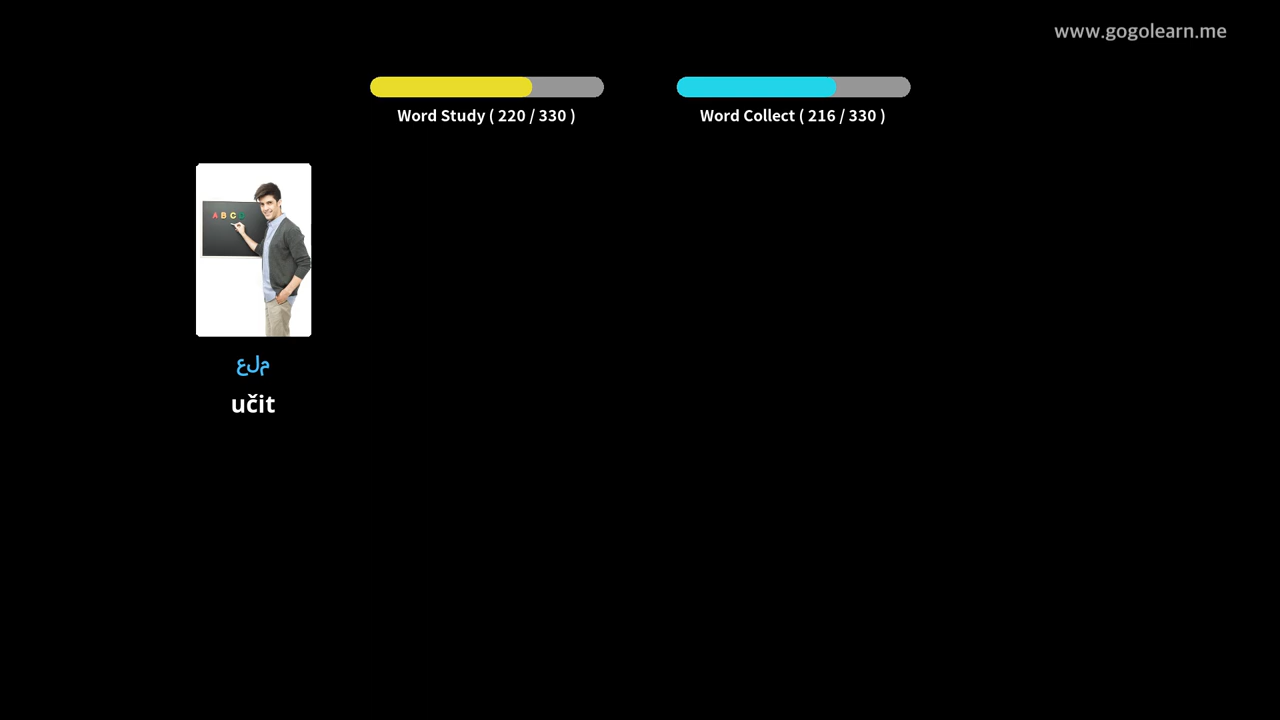 www.gogolearn.me
Word Study ( 220 / 330 )
Word Collect ( 216 / 330 )
A B C D
علم
učit